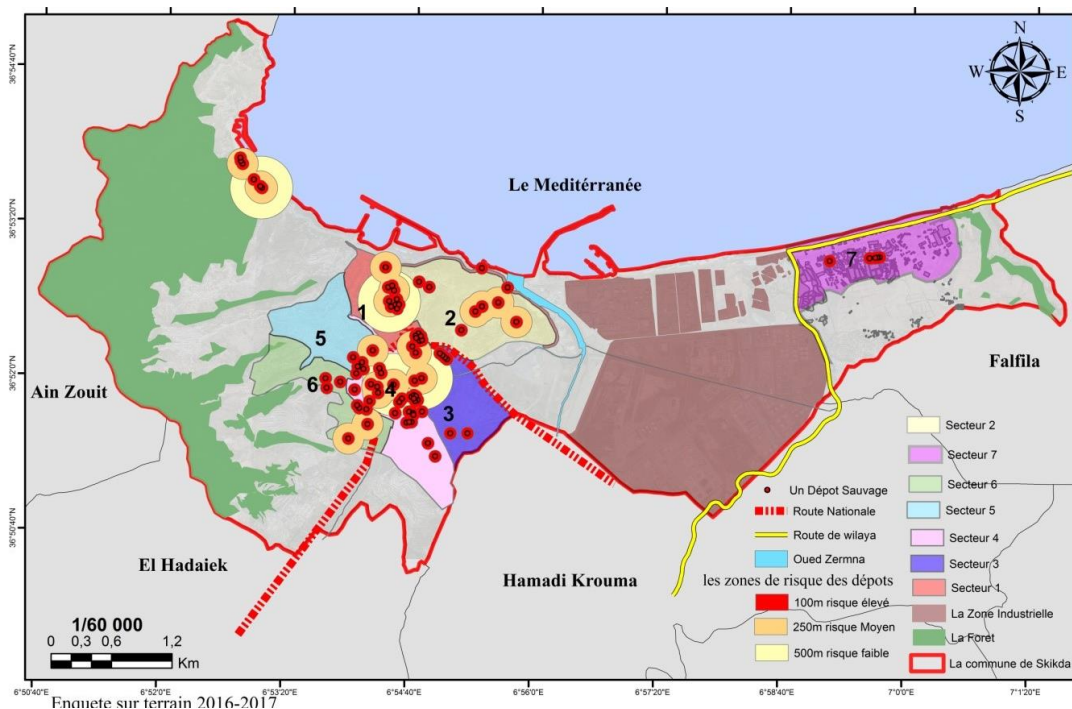 N
W E
S
36°54'40"N
36°53'20"N
36°52'0"N
36°50'40"N
Le Meditérranée
7
1
2
5
Falfila
6
Ain Zouit
4
3
El Hadaiek
Hamadi Krouma
Un Dépot Sauvage
Route Nationale
Route de wilaya
Oued Zermna
les zones de risque des dépots
100m risque élevé
250m risque Moyen
500m risque faible
Secteur 2
Secteur 7
Secteur 6
Secteur 5
Secteur 4
Secteur 3
Secteur 1
La Zone Industrielle
La Foret
La commune de Skikda
1/60 000
0 0,3 0,6 1,2
Km
6°50'40"E 6°52'0"E 6°53'20"E 6°54'40"E 6°56'0"E 6°57'20"E 6°58'40"E 7°0'0"E 7°1'20"E
Enquete sur terrain 2016-2017